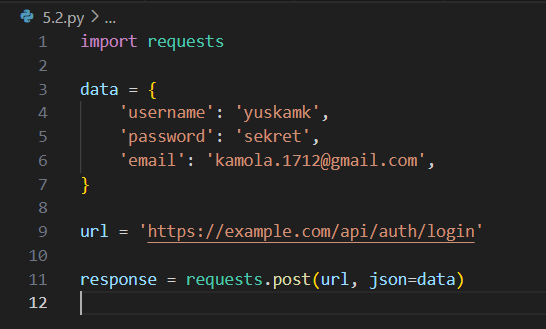 5.2.py > ...
1 import requests
2
3 data = {
4     'username': 'yuskamk',
5     'password': 'sekret',
6     'email': 'kamola.1712@gmail.com',
7 }
8
9 url = 'https://example.com/api/auth/login'
10
11 response = requests.post(url, json=data)
12